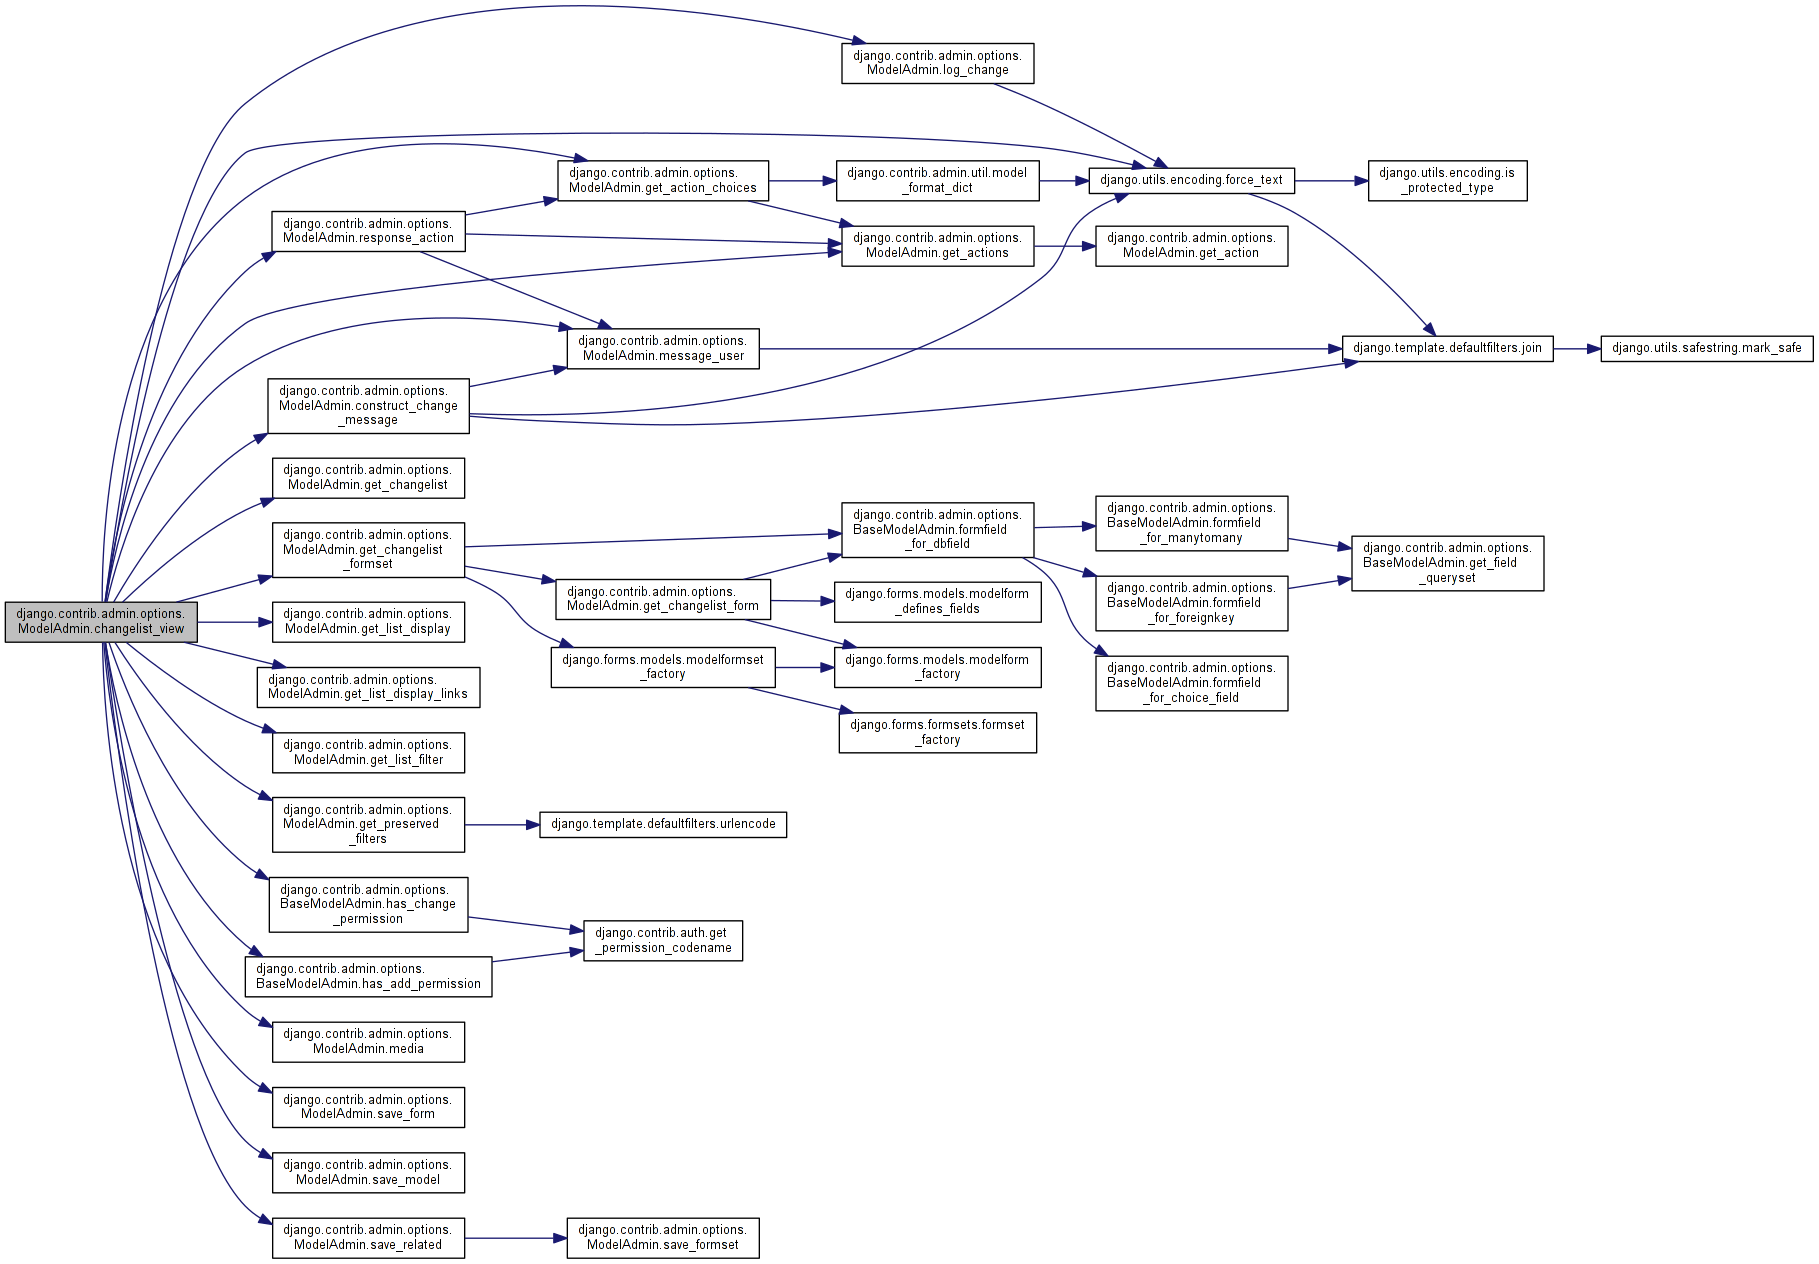 django.contrib.admin.options.
ModelAdmin.log_change
django.contrib.admin.options.
ModelAdmin.get_action_choices
django.contrib.admin.util.model
_format_dict
django.utils.encoding.force_text
django.utils.encoding.is
_protected_type
django.contrib.admin.options.
ModelAdmin.response_action
django.contrib.admin.options.
ModelAdmin.get_actions
django.contrib.admin.options.
ModelAdmin.get_action
django.contrib.admin.options.
ModelAdmin.message_user
django.template.defaultfilters.join
django.utils.safestring.mark_safe
django.contrib.admin.options.
ModelAdmin.construct_change
_message
django.contrib.admin.options.
ModelAdmin.get_changelist
django.contrib.admin.options.
ModelAdmin.get_changelist
_formset
django.contrib.admin.options.
BaseModelAdmin.formfield
_for_dbfield
django.contrib.admin.options.
BaseModelAdmin.formfield
_for_manytomany
django.contrib.admin.options.
BaseModelAdmin.get_field
_queryset
django.contrib.admin.options.
ModelAdmin.get_changelist_form
django.forms.models.modelform
_defines_fields
django.contrib.admin.options.
BaseModelAdmin.formfield
_for_foreignkey
django.contrib.admin.options.
ModelAdmin.changelist_view
django.contrib.admin.options.
ModelAdmin.get_list_display
django.forms.models.modelformset
_factory
django.forms.models.modelform
_factory
django.contrib.admin.options.
BaseModelAdmin.formfield
_for_choice_field
django.contrib.admin.options.
ModelAdmin.get_list_display_links
django.forms.formsets.formset
_factory
django.contrib.admin.options.
ModelAdmin.get_list_filter
django.contrib.admin.options.
ModelAdmin.get_preserved
_filters
django.template.defaultfilters.urlencode
django.contrib.admin.options.
BaseModelAdmin.has_change
_permission
django.contrib.auth.get
_permission_codename
django.contrib.admin.options.
BaseModelAdmin.has_add_permission
django.contrib.admin.options.
ModelAdmin.media
django.contrib.admin.options.
ModelAdmin.save_form
django.contrib.admin.options.
ModelAdmin.save_model
django.contrib.admin.options.
ModelAdmin.save_related
django.contrib.admin.options.
ModelAdmin.save_formset